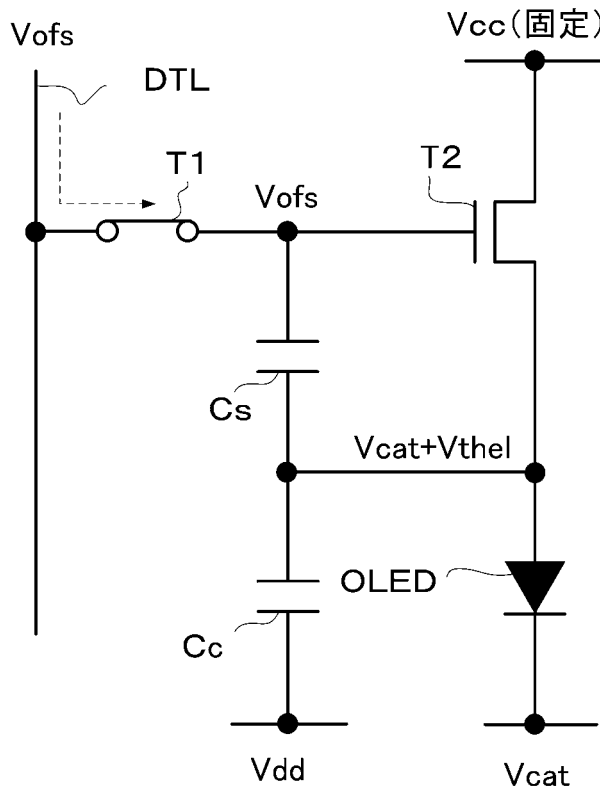 Vofs
Vcc(固定)
DTL
T1
T2
Vofs
Cs
Vcat+Vthel
OLED
Cc
Vdd
Vcat